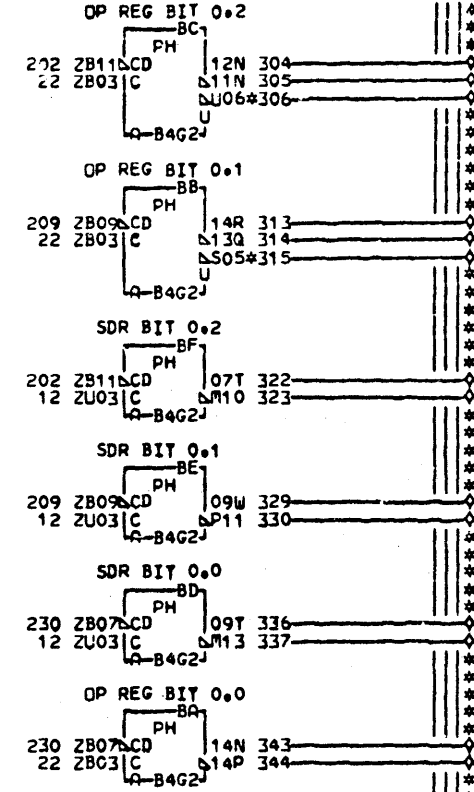 OP REG BIT 0.2
BC
PH
202 ZB11 CD 12N 304
22 ZB03 C 11N 305
U06*306
U
A-B4G2
OP REG BIT 0.1
BB
PH
209 ZB09 CD 14R 313
22 ZB03 C 13Q 314
S05*315
U
A-B4G2
SDR BIT 0.2
BF
PH
202 ZB11 CD 07T 322
12 ZU03 C M10 323
A-B4G2
SDR BIT 0.1
BE
PH
209 ZB09 CD 09W 329
12 ZU03 C P11 330
A-B4G2
SDR BIT 0.0
BD
PH
230 ZB07 CD 09T 336
12 ZU03 C M13 337
A-B4G2
OP REG BIT 0.0
BA
PH
230 ZB07 CD 14N 343
22 ZB03 C 14P 344
A-B4G2